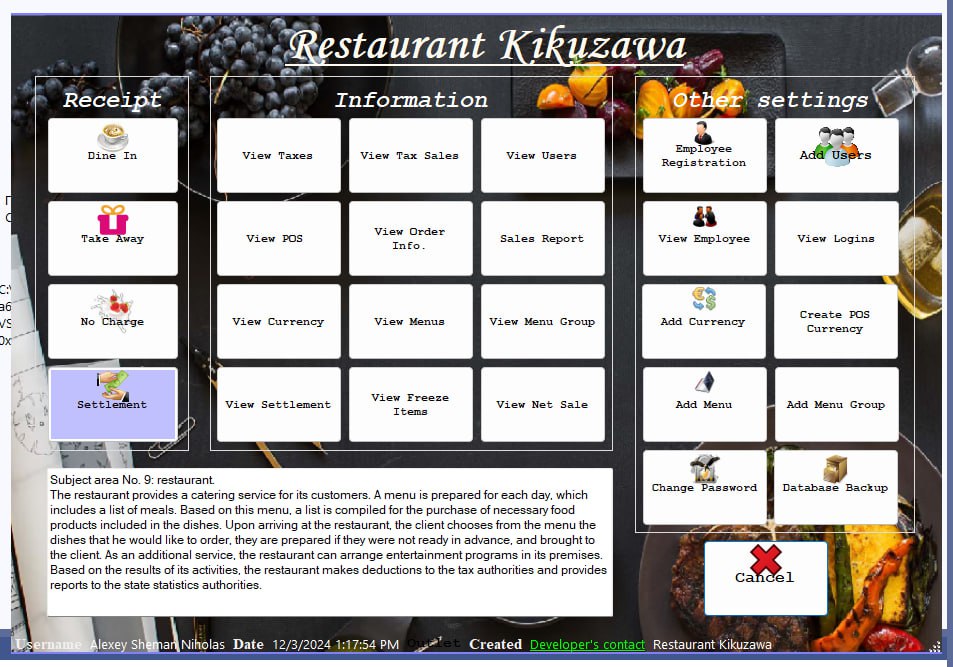 Restaurant Kikuzawa
Receipt
Dine In
Take Away
No Charge
Settlement
Information
View Taxes
View Tax Sales
View Users
View POS
View Order
Info.
Sales Report
View Currency
View Menus
View Menu Group
View Settlement
View Freeze
Items
View Net Sale
Other settings
Employee
Registration
Add Users
View Employee
View Logins
Add Currency
Create POS
Currency
Add Menu
Add Menu Group
Change Password
Database Backup
Cancel
Subject area No. 9: restaurant.
The restaurant provides a catering service for its customers. A menu is prepared for each day, which
includes a list of meals. Based on this menu, a list is compiled for the purchase of necessary food
products included in the dishes. Upon arriving at the restaurant, the client chooses from the menu the
dishes that he would like to order, they are prepared if they were not ready in advance, and brought to
the client. As an additional service, the restaurant can arrange entertainment programs in its premises.
Based on the results of its activities, the restaurant makes deductions to the tax authorities and provides
reports to the state statistics authorities.
Username Alexey Sheman Niholas Date 12/3/2024 1:17:54 PM Outlet Created Developer's contact Restaurant Kikuzawa